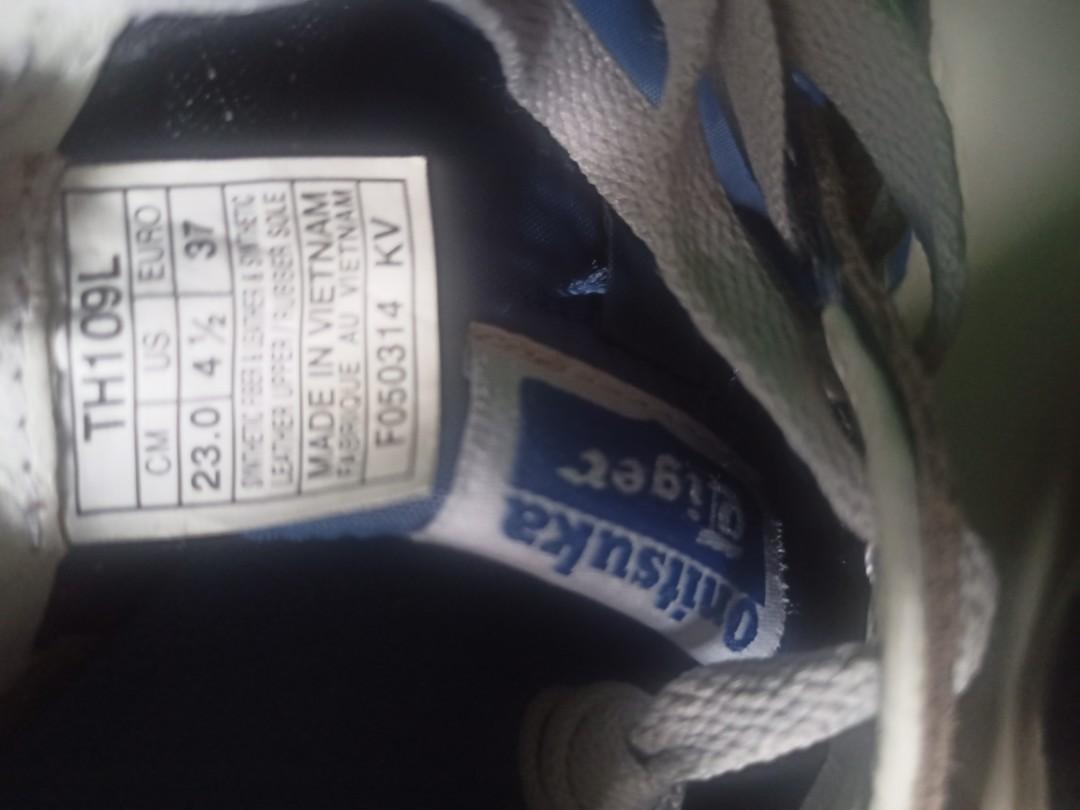 TH109L
CM US EURO
23.0 4 ½ 37
SYNTHETIC FIBER & LEATHER & SYNTHETIC
LEATHER UPPER / RUBBER SOLE
MADE IN VIETNAM
FABRIQUE AU VIETNAM
F050314 KV
Onitsuka
Tiger